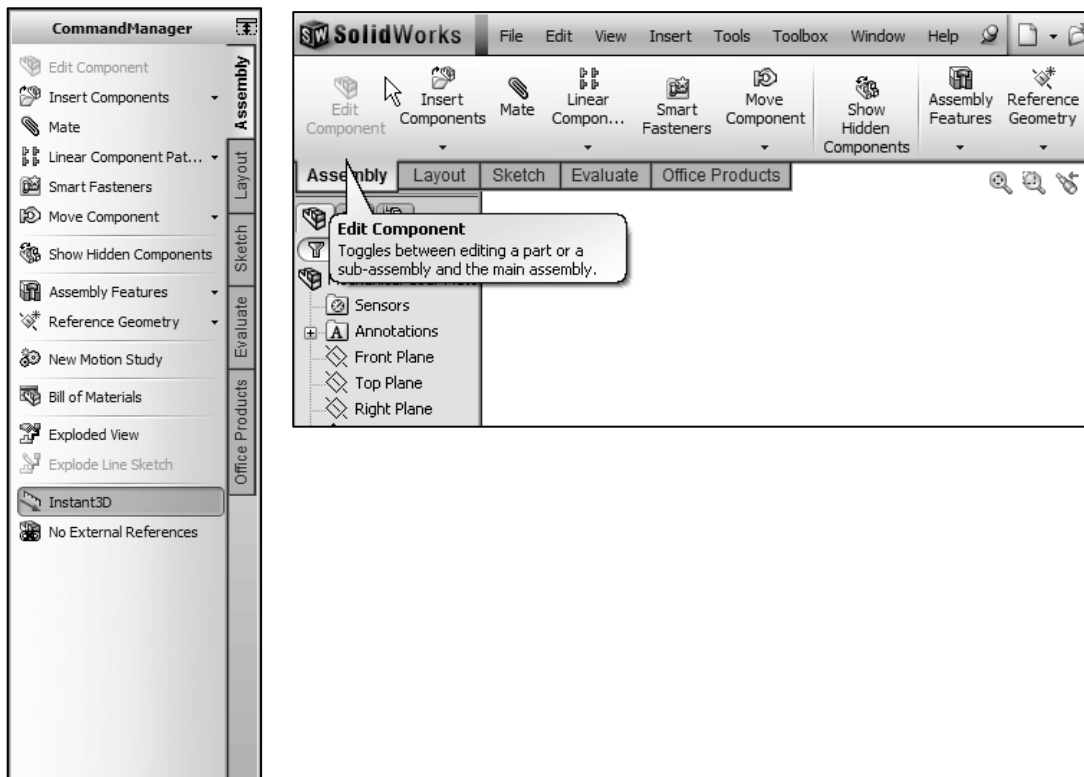 CommandManager
Edit Component
Insert Components
Mate
Linear Component Pat...
Smart Fasteners
Move Component
Show Hidden Components
Assembly Features
Reference Geometry
New Motion Study
Bill of Materials
Exploded View
Explode Line Sketch
Instant3D
No External References
Assembly
Layout
Sketch
Evaluate
Office Products
SolidWorks File Edit View Insert Tools Toolbox Window Help
Edit
Component
Insert
Components
Mate
Linear
Compon...
Smart
Fasteners
Move
Component
Show
Hidden
Components
Assembly
Features
Reference
Geometry
Assembly Layout Sketch Evaluate Office Products
Edit Component
Toggles between editing a part or a
sub-assembly and the main assembly.
Sensors
Annotations
Front Plane
Top Plane
Right Plane